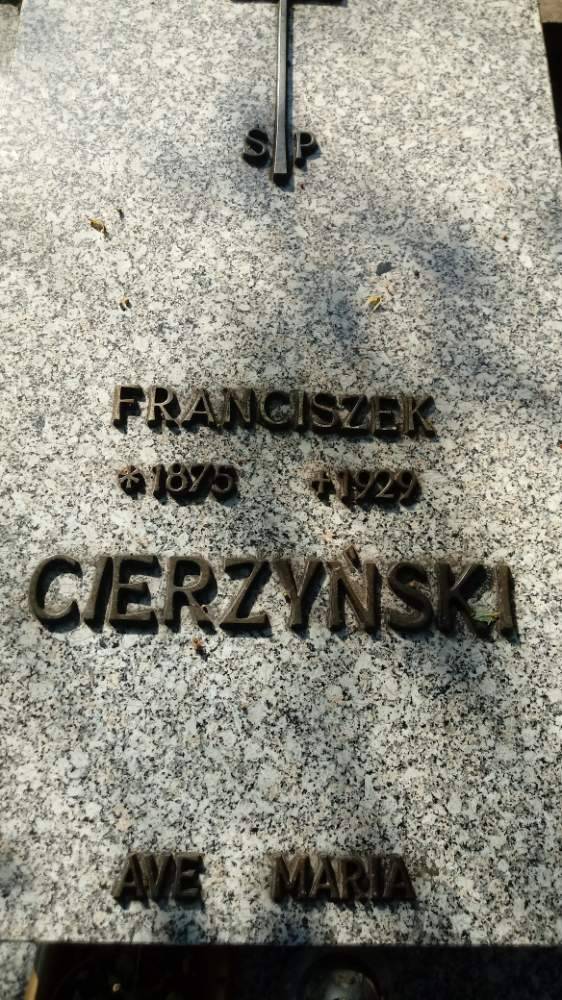 S P
FRANCISZEK
*1875 +1929
CIERZYŃSKI
AVE MARIA